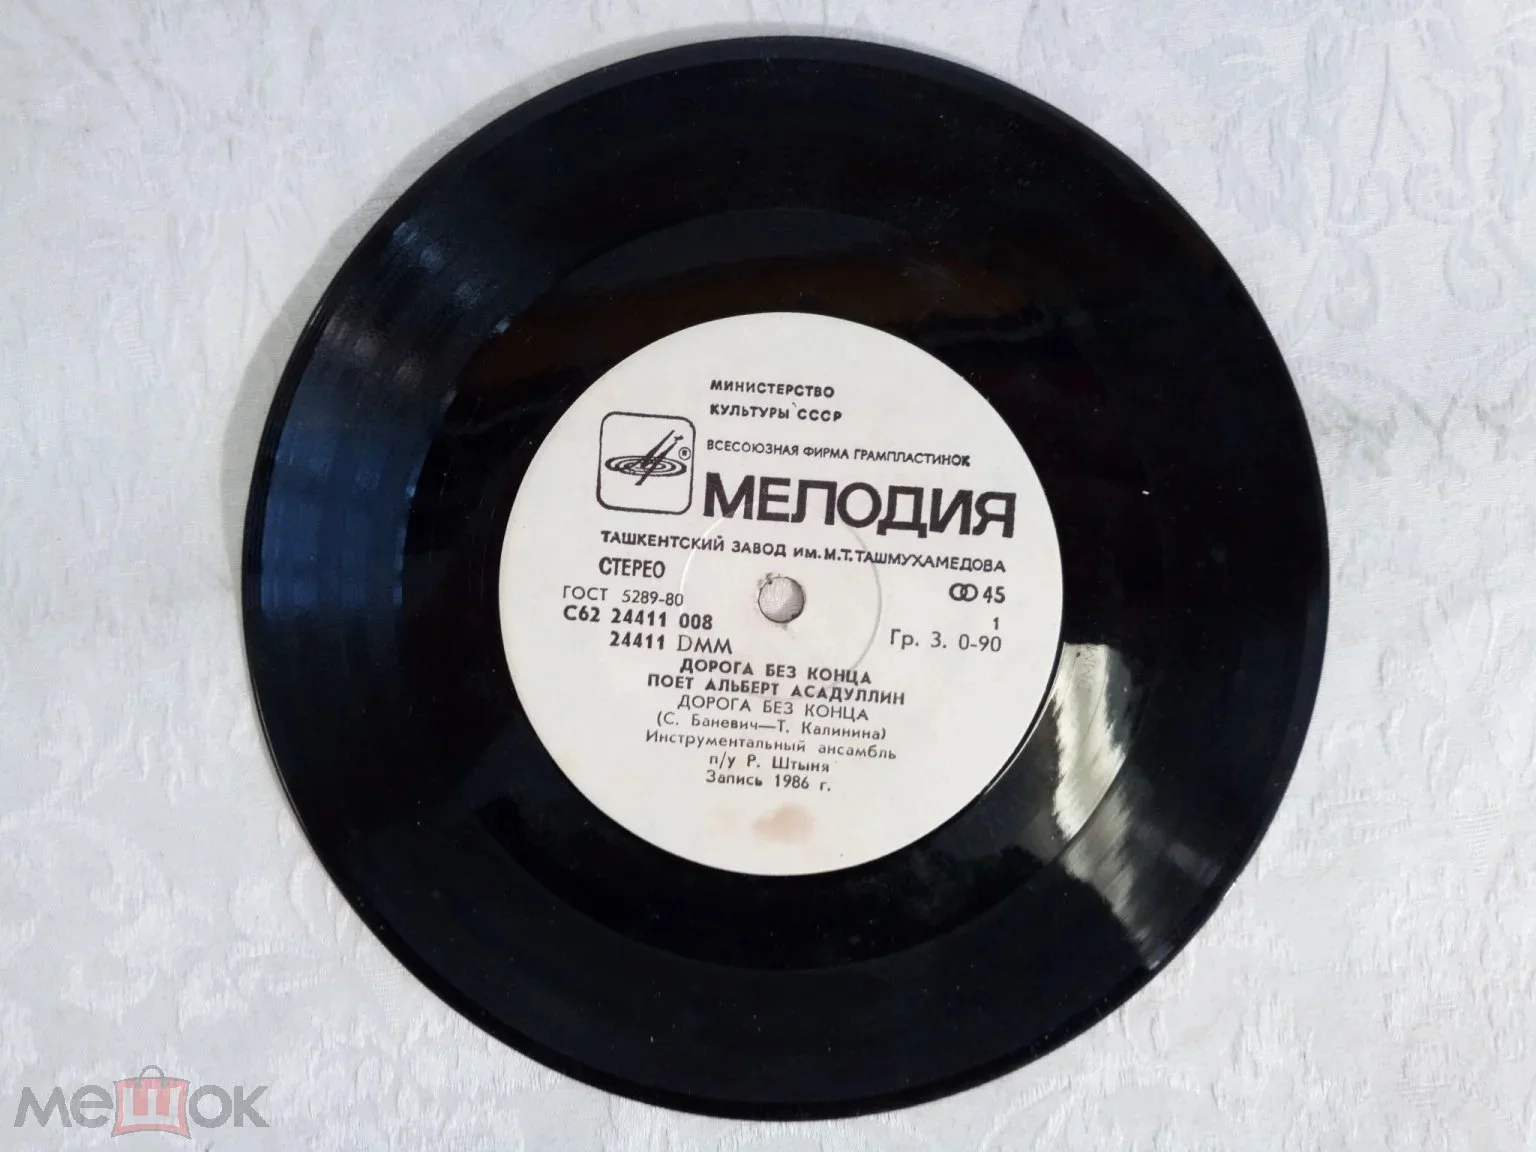 МИНИСТЕРСТВО
КУЛЬТУРЫ СССР
ВСЕСОЮЗНАЯ ФИРМА ГРАМПЛАСТИНОК
®
МЕЛОДИЯ
ТАШКЕНТСКИЙ ЗАВОД им. М.Т. ТАШМУХАМЕДОВА
СТЕРЕО
45
ГОСТ 5289-80
1
С62 24411 008
Гр. 3. 0-90
24411 DMM
ДОРОГА БЕЗ КОНЦА
ПОЕТ АЛЬБЕРТ АСАДУЛЛИН
ДОРОГА БЕЗ КОНЦА
(С. Баневич—Т. Калинина)
Инструментальный ансамбль
п/у Р. Штыня
Запись 1986 г.
мешок